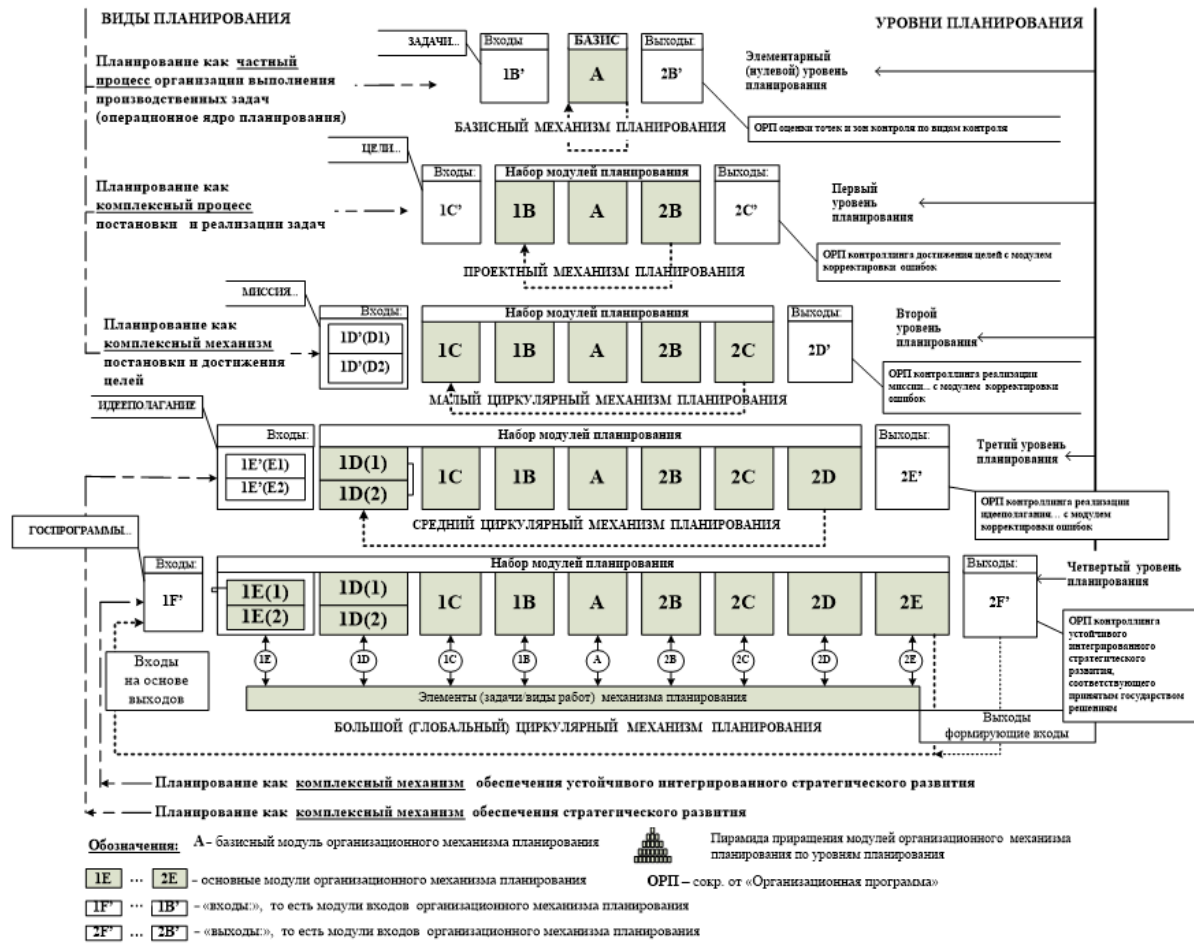 ВИДЫ ПЛАНИРОВАНИЯ
УРОВНИ ПЛАНИРОВАНИЯ
ЗАДАЧИ...
Входы
1B’
БАЗИС
A
Выходы:
2B’
Планирование как частный
процесс организации выполнения
производственных задач
(операционное ядро планирования)
Элементарный
(нулевой) уровень
планирования
БАЗИСНЫЙ МЕХАНИЗМ ПЛАНИРОВАНИЯ
ОРП оценки точек и зон контроля по видам контроля
ЦЕЛИ...
Входы:
1C’
Набор модулей планирования
1B
A
2B
Выходы:
2C’
Планирование как
комплексный процесс
постановки и реализации задач
Первый
уровень
планирования
ПРОЕКТНЫЙ МЕХАНИЗМ ПЛАНИРОВАНИЯ
ОРП контроллинга достижения целей с модулем
корректировки ошибок
МИССИЯ...
Входы:
1D’(D1)
1D’(D2)
Набор модулей планирования
1C
1B
A
2B
2C
Выходы:
2D’
Планирование как
комплексный механизм
постановки и достижения
целей
Второй
уровень
планирования
МАЛЫЙ ЦИРКУЛЯРНЫЙ МЕХАНИЗМ ПЛАНИРОВАНИЯ
ОРП контроллинга реализации
миссии... с модулем корректировки
ошибок
ИДЕЕПОЛАГАНИЕ
Входы:
1E’(E1)
1E’(E2)
Набор модулей планирования
1D(1)
1D(2)
1C
1B
A
2B
2C
2D
Выходы:
2E’
Третий уровень
планирования
СРЕДНИЙ ЦИРКУЛЯРНЫЙ МЕХАНИЗМ ПЛАНИРОВАНИЯ
ОРП контроллинга реализации
идееполагания... с модулем
корректировки ошибок
ГОСПРОГРАММЫ...
Входы:
1F’
Набор модулей планирования
1E(1)
1E(2)
1D(1)
1D(2)
1C
1B
A
2B
2C
2D
2E
Выходы:
2F’
Четвертый уровень
планирования
ОРП контроллинга
устойчивого
интегрированного
стратегического
развития,
соответствующего
принятым государством
решениям
1E
1D
1C
1B
A
2B
2C
2D
2E
Входы
на основе
выходов
Элементы (задачи/виды работ) механизма планирования
БОЛЬШОЙ (ГЛОБАЛЬНЫЙ) ЦИРКУЛЯРНЫЙ МЕХАНИЗМ ПЛАНИРОВАНИЯ
Выходы
формирующие входы
Планирование как комплексный механизм обеспечения устойчивого интегрированного стратегического развития
Планирование как комплексный механизм обеспечения стратегического развития
Обозначения: A – базисный модуль организационного механизма планирования
Пирамида приращения модулей организационного механизма
планирования по уровням планирования
1E ... 2E – основные модули организационного механизма планирования
ОРП – сокр. от «Организационная программа»
1F’ ... 1B’ – «входы:», то есть модули входов организационного механизма планирования
2F’ ... 2B’ – «выходы:», то есть модули входов организационного механизма планирования